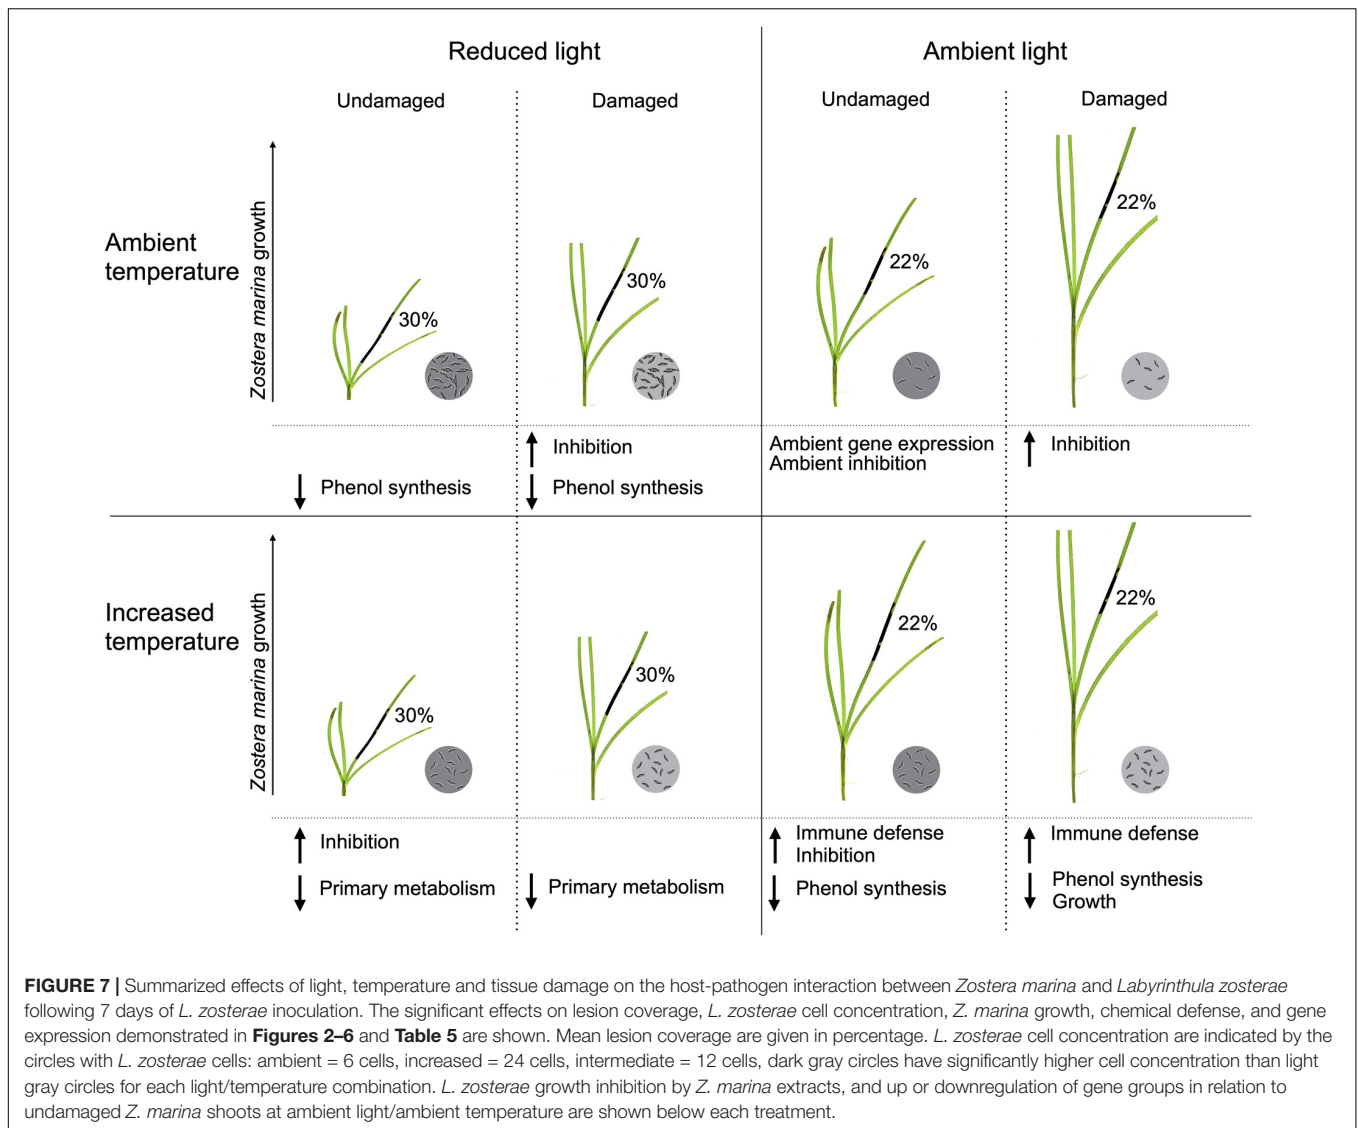 Reduced light
Ambient light
Undamaged
Damaged
Undamaged
Damaged
Ambient
temperature
Zostera marina growth
30%
30%
22%
22%
Phenol synthesis
Inhibition
Phenol synthesis
Ambient gene expression
Ambient inhibition
Inhibition
Increased
temperature
Zostera marina growth
30%
30%
22%
22%
Inhibition
Primary metabolism
Primary metabolism
Immune defense
Inhibition
Phenol synthesis
Immune defense
Phenol synthesis
Growth
FIGURE 7 | Summarized effects of light, temperature and tissue damage on the host-pathogen interaction between Zostera marina and Labyrinthula zosterae
following 7 days of L. zosterae inoculation. The significant effects on lesion coverage, L. zosterae cell concentration, Z. marina growth, chemical defense, and gene
expression demonstrated in Figures 2–6 and Table 5 are shown. Mean lesion coverage are given in percentage. L. zosterae cell concentration are indicated by the
circles with L. zosterae cells: ambient = 6 cells, increased = 24 cells, intermediate = 12 cells, dark gray circles have significantly higher cell concentration than light
gray circles for each light/temperature combination. L. zosterae growth inhibition by Z. marina extracts, and up or downregulation of gene groups in relation to
undamaged Z. marina shoots at ambient light/ambient temperature are shown below each treatment.